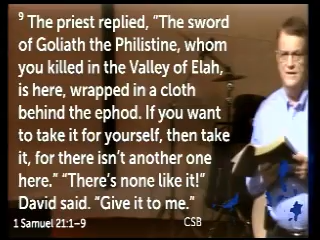 9 The priest replied, “The sword
of Goliath the Philistine, whom
you killed in the Valley of Elah,
is here, wrapped in a cloth
behind the ephod. If you want
to take it for yourself, then take
it, for there isn’t another one
here.” “There’s none like it!”
David said. “Give it to me.”
1 Samuel 21:1–9 CSB